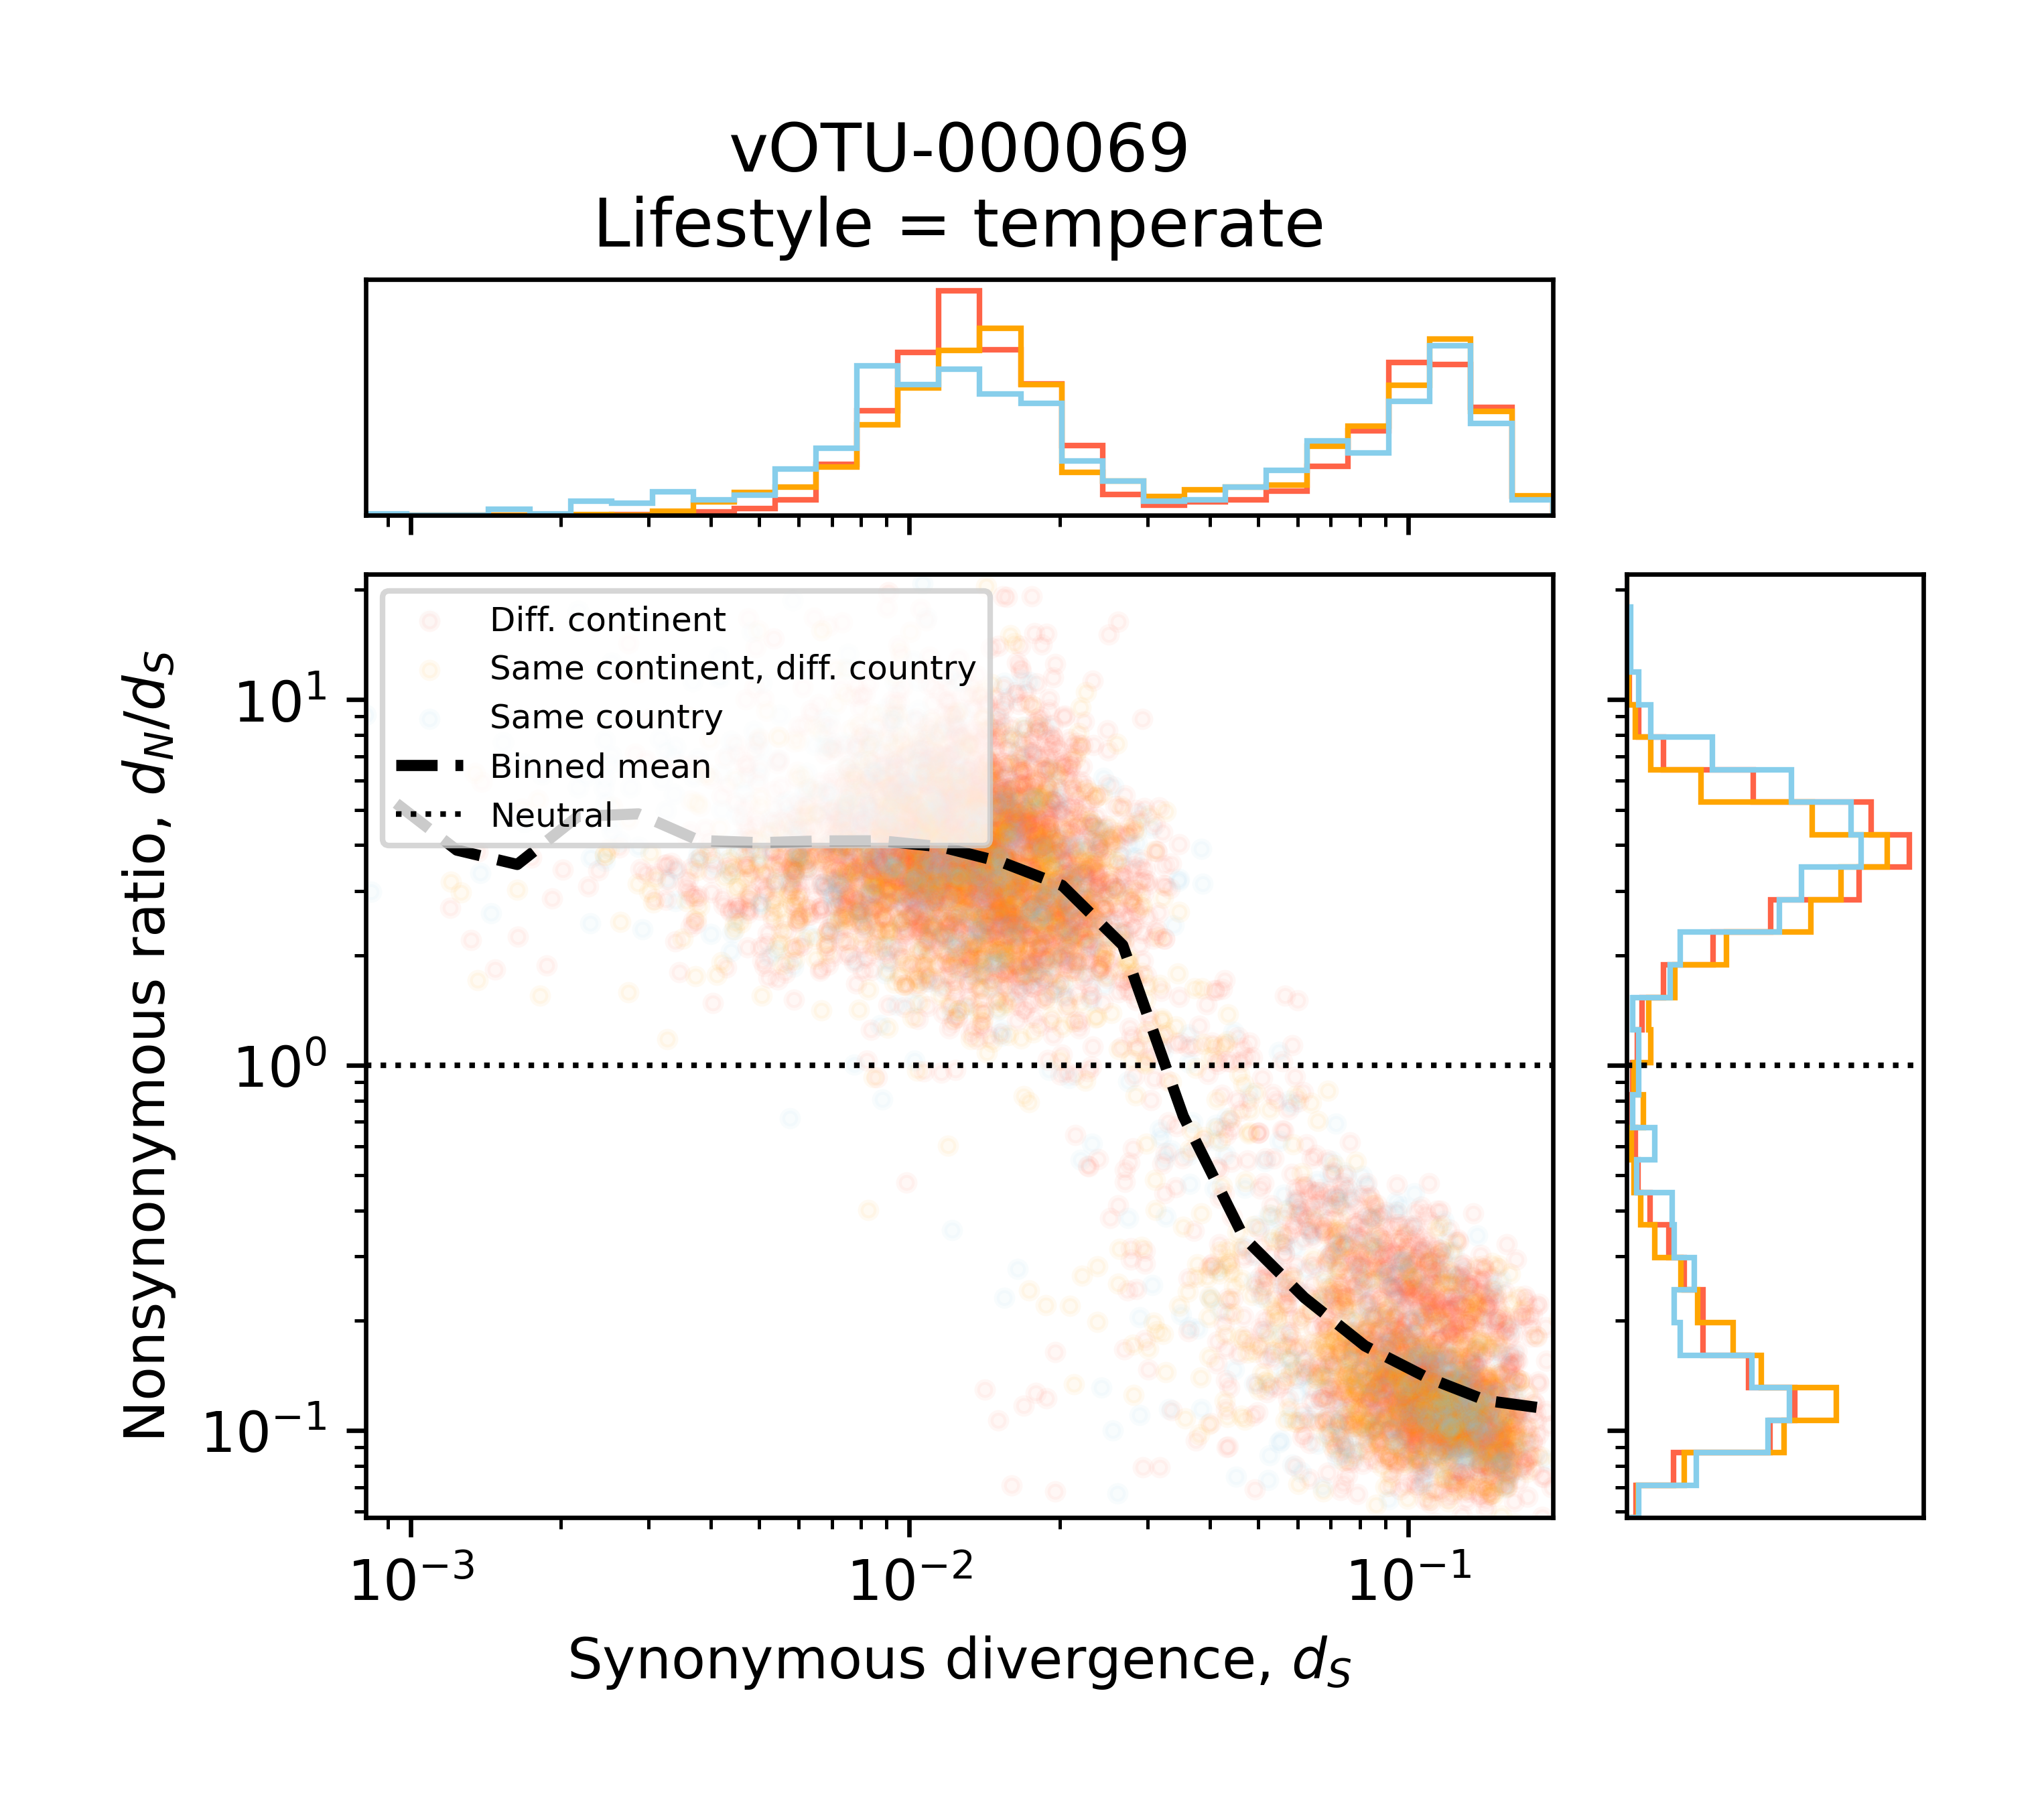 vOTU-000069
Lifestyle = temperate
Diff. continent
Same continent, diff. country
Same country
Binned mean
Neutral
Nonsynonymous ratio, d_N/d_S
10^1
10^0
10^−1
10^−3
10^−2
10^−1
Synonymous divergence, d_S